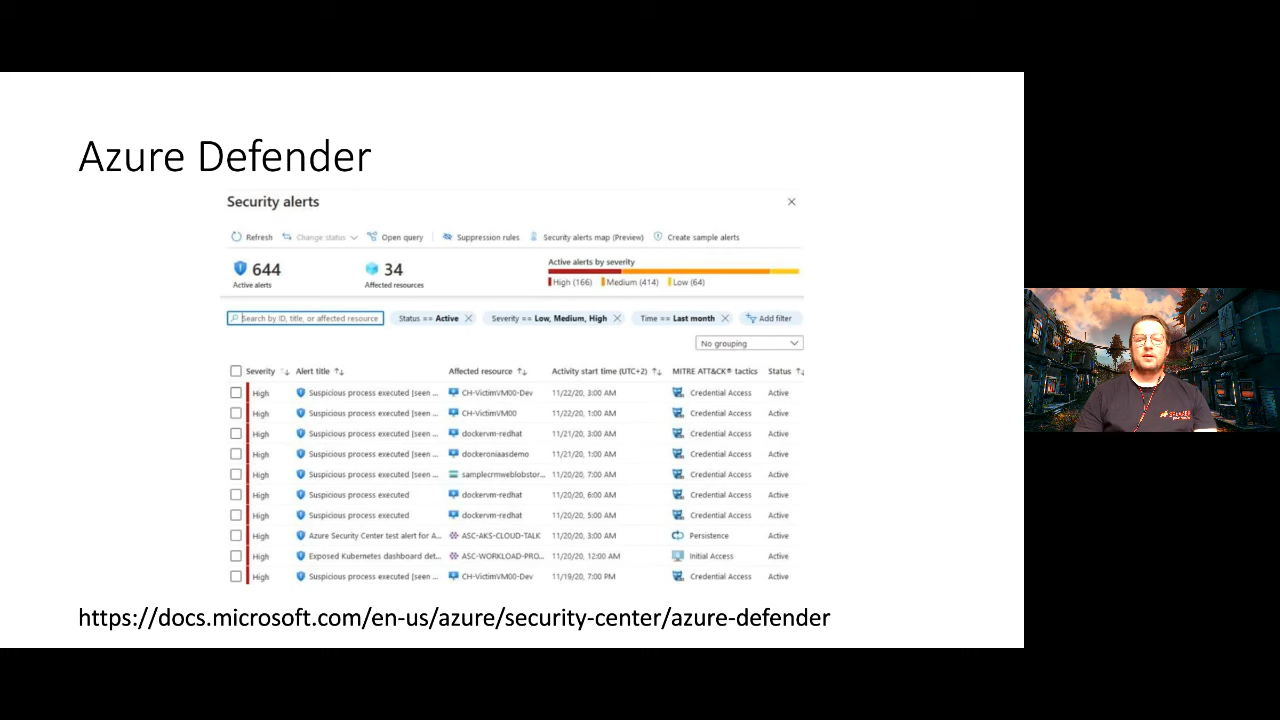 Azure Defender
Security alerts
Refresh Change status Open query Suppression rules Security alerts map (Preview) Create sample alerts
644 34 Active alerts by severity
Active alerts Affected resources High (166) Medium (414) Low (64)
Search by ID, title, or affected resource Status == Active Severity == Low, Medium, High Time == Last month Add filter
No grouping
Severity Alert title Affected resource Activity start time (UTC+2) MITRE ATT&CK® tactics Status
High Suspicious process executed [seen ... CH-VictimVM00-Dev 11/22/20, 3:00 AM Credential Access Active
High Suspicious process executed [seen ... CH-VictimVM00 11/22/20, 1:00 AM Credential Access Active
High Suspicious process executed [seen ... dockervm-redhat 11/21/20, 3:00 AM Credential Access Active
High Suspicious process executed [seen ... dockeroniaasdemo 11/21/20, 1:00 AM Credential Access Active
High Suspicious process executed [seen ... samplecrmweblobstor... 11/20/20, 7:00 AM Credential Access Active
High Suspicious process executed dockervm-redhat 11/20/20, 6:00 AM Credential Access Active
High Suspicious process executed dockervm-redhat 11/20/20, 5:00 AM Credential Access Active
High Azure Security Center test alert for A... ASC-AKS-CLOUD-TALK 11/20/20, 3:00 AM Persistence Active
High Exposed Kubernetes dashboard det... ASC-WORKLOAD-PRO... 11/20/20, 12:00 AM Initial Access Active
High Suspicious process executed [seen ... CH-VictimVM00-Dev 11/19/20, 7:00 PM Credential Access Active
https://docs.microsoft.com/en-us/azure/security-center/azure-defender